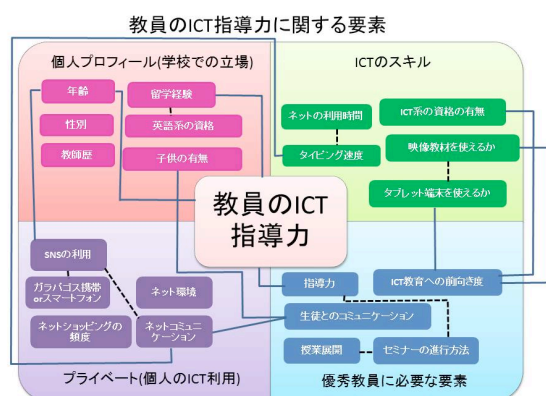 教員のICT指導力に関する要素
個人プロフィール(学校での立場)
年齢
留学経験
性別
英語系の資格
教師歴
子供の有無
ICTのスキル
ネットの利用時間
ICT系の資格の有無
タイピング速度
映像教材を使えるか
タブレット端末を使えるか
教員のICT
指導力
SNSの利用
ガラパゴス携帯
orスマートフォン
ネット環境
ネットショッピングの
頻度
ネットコミュニ
ケーション
プライベート(個人のICT利用)
指導力
ICT教育への前向き度
生徒とのコミュニケーション
授業展開
セミナーの進行方法
優秀教員に必要な要素